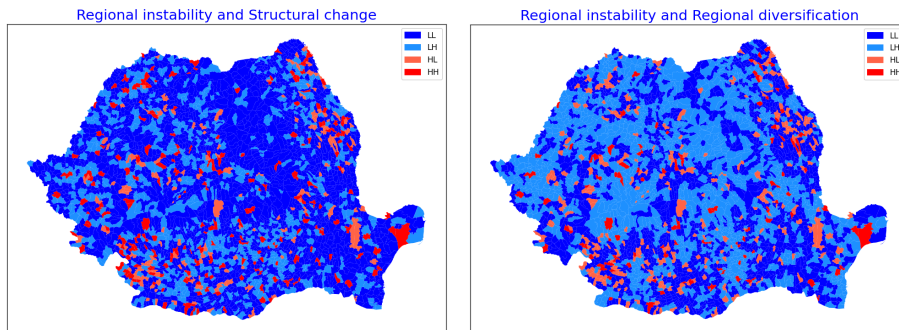 Regional instability and Structural change
LL
LH
HL
HH
Regional instability and Regional diversification
LL
LH
HL
HH